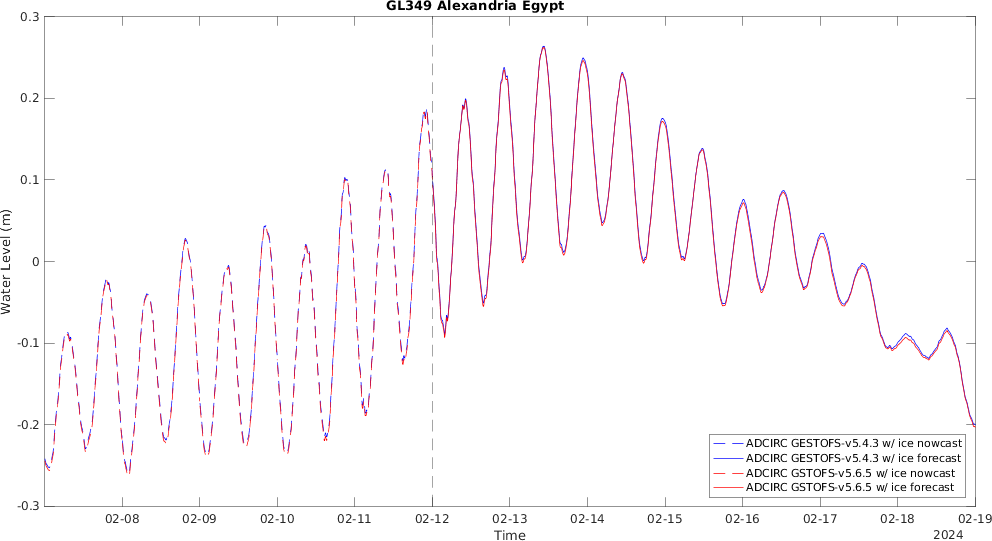 GL349 Alexandria Egypt
0.3
0.2
0.1
0
-0.1
-0.2
-0.3
Water Level (m)
02-08
02-09
02-10
02-11
02-12
02-13
02-14
02-15
02-16
02-17
02-18
02-19
Time
2024
ADCIRC GESTOFS-v5.4.3 w/ ice nowcast
ADCIRC GESTOFS-v5.4.3 w/ ice forecast
ADCIRC GSTOFS-v5.6.5 w/ ice nowcast
ADCIRC GSTOFS-v5.6.5 w/ ice forecast